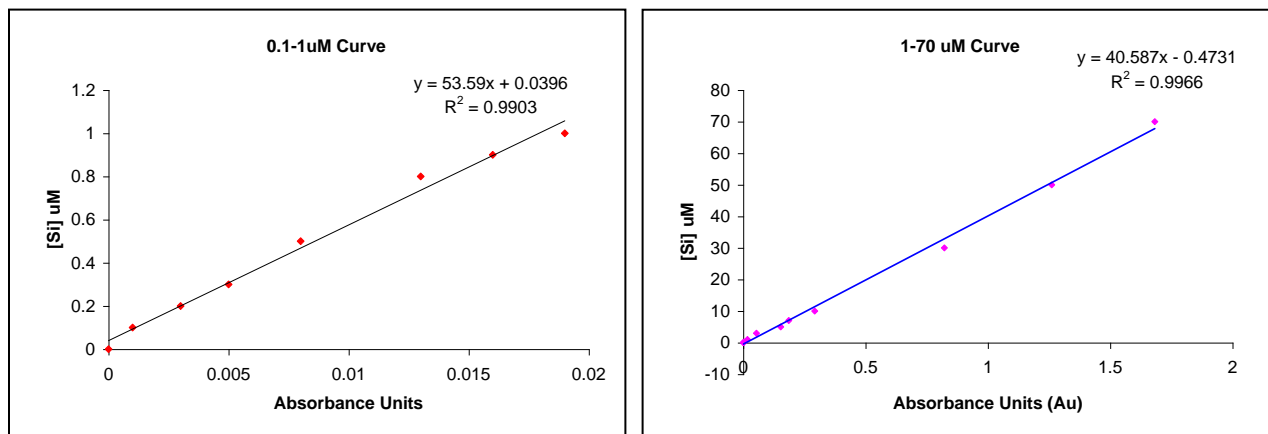 0.1-1uM Curve
y = 53.59x + 0.0396
R² = 0.9903
1.2
1
0.8
0.6
0.4
0.2
0
[Si] uM
0
0.005
0.01
0.015
0.02
Absorbance Units
1-70 uM Curve
y = 40.587x - 0.4731
R² = 0.9966
80
70
60
50
40
30
20
10
0
-10
[Si] uM
0
0.5
1
1.5
2
Absorbance Units (Au)